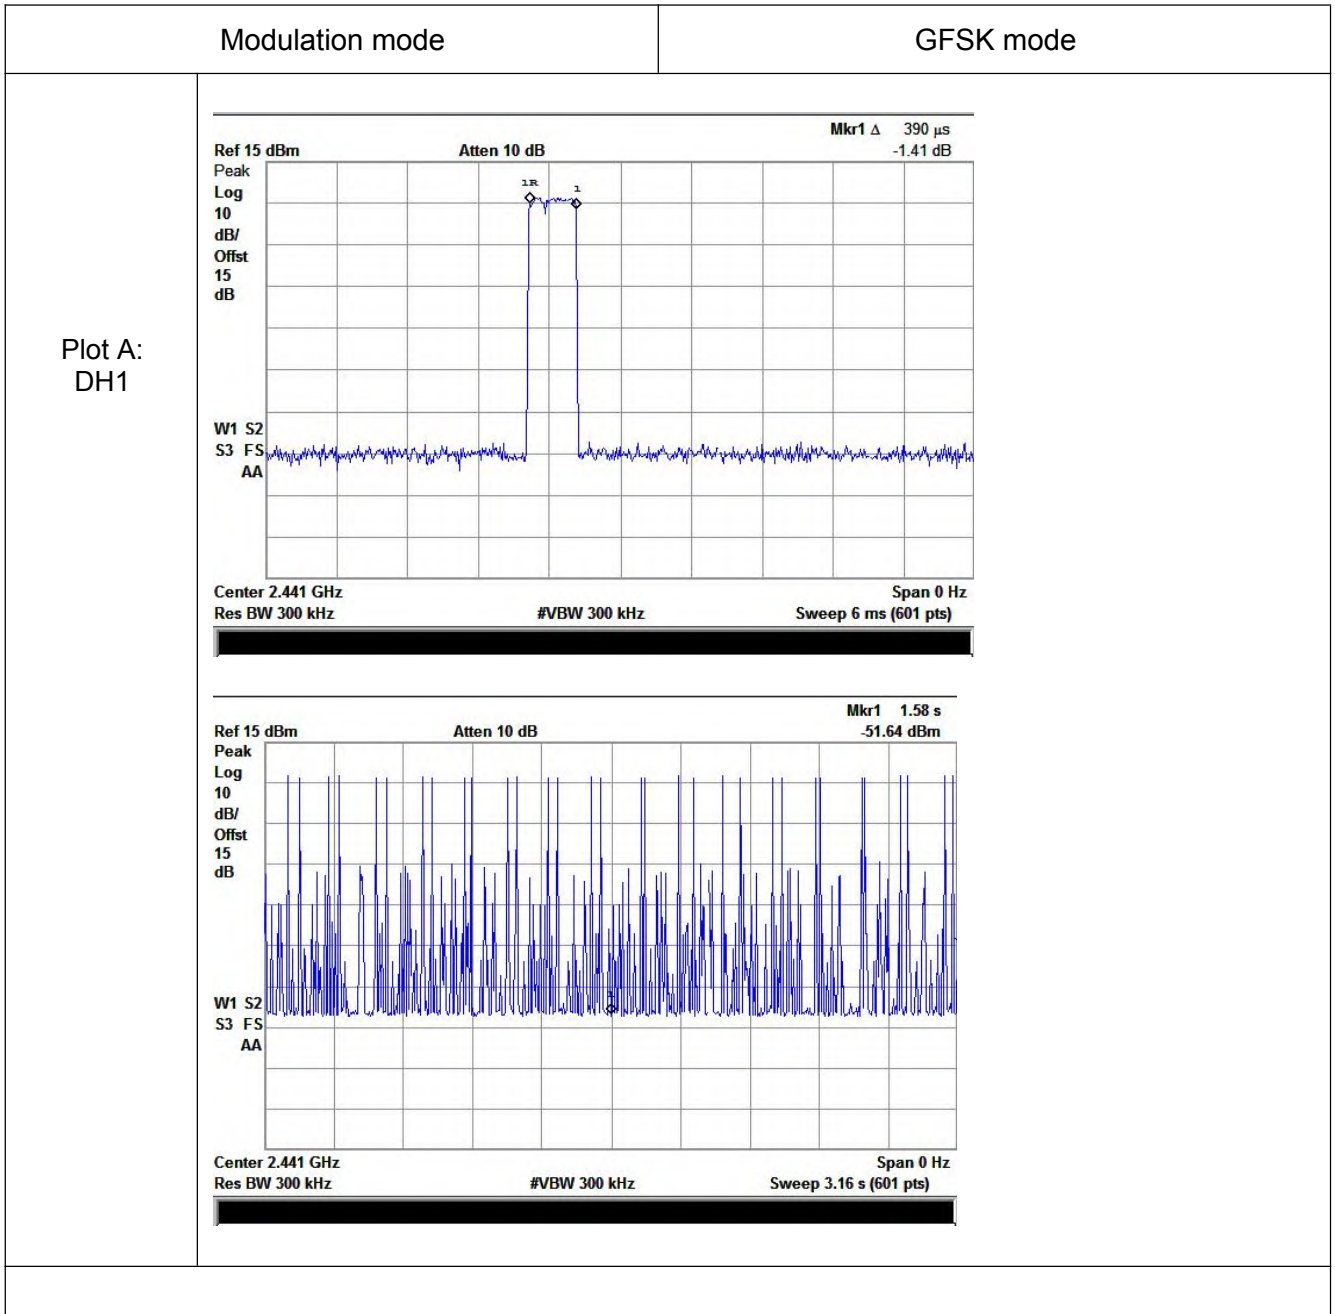 Modulation mode
GFSK mode
Plot A:
DH1
Mkr1 Δ 390 μs
Ref 15 dBm Atten 10 dB -1.41 dB
Peak
Log
10
dB/
Offst
15
dB
1R
1
W1 S2
S3 FS
AA
Center 2.441 GHz Span 0 Hz
Res BW 300 kHz #VBW 300 kHz Sweep 6 ms (601 pts)
Mkr1 1.58 s
Ref 15 dBm Atten 10 dB -51.64 dBm
Peak
Log
10
dB/
Offst
15
dB
1
W1 S2
S3 FS
AA
Center 2.441 GHz Span 0 Hz
Res BW 300 kHz #VBW 300 kHz Sweep 3.16 s (601 pts)